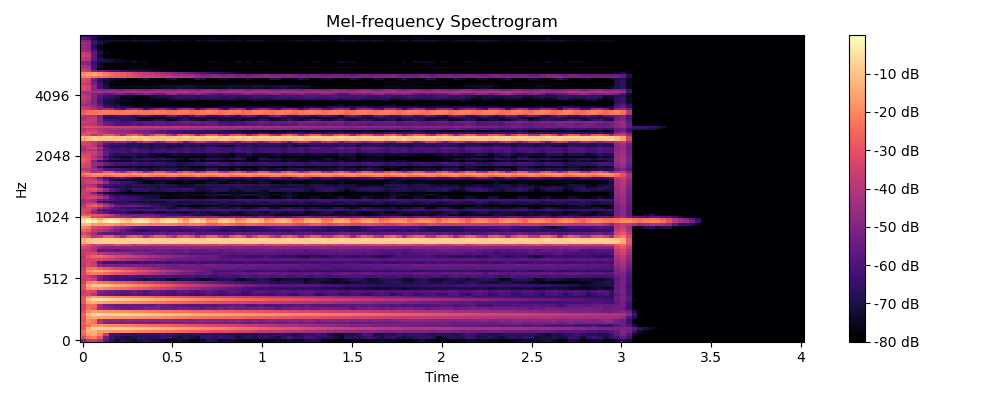 Mel-frequency Spectrogram
Hz
4096
2048
1024
512
0
0 0.5 1 1.5 2 2.5 3 3.5 4
Time
-10 dB
-20 dB
-30 dB
-40 dB
-50 dB
-60 dB
-70 dB
-80 dB